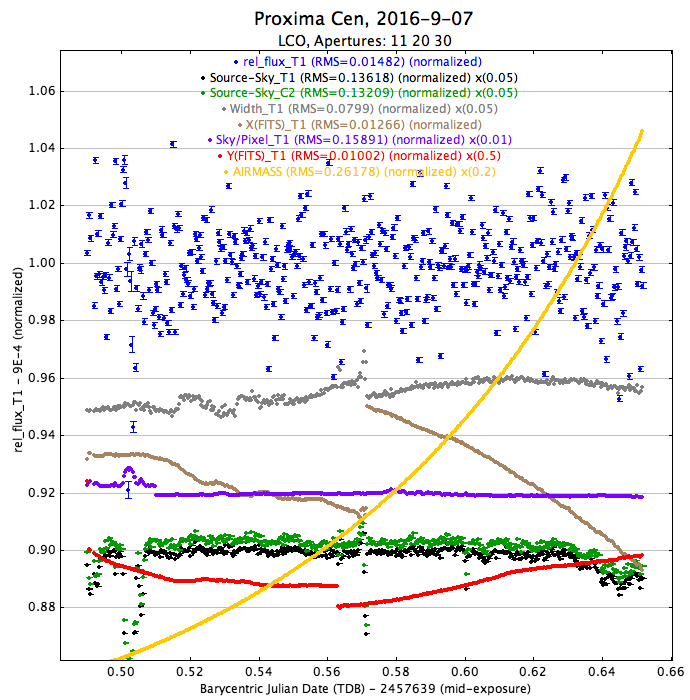 Proxima Cen, 2016-9-07
LCO, Apertures: 11 20 30
rel_flux_T1 (RMS=0.01482) (normalized)
Source-Sky_T1 (RMS=0.13618) (normalized) x(0.05)
Source-Sky_C2 (RMS=0.13209) (normalized) x(0.05)
Width_T1 (RMS=0.0799) (normalized) x(0.05)
X(FITS)_T1 (RMS=0.01266) (normalized)
Sky/Pixel_T1 (RMS=0.15891) (normalized) x(0.01)
Y(FITS)_T1 (RMS=0.01002) (normalized) x(0.5)
AIRMASS (RMS=0.26178) (normalized) x(0.2)
rel_flux_T1 - 9E-4 (normalized)
1.06
1.04
1.02
1.00
0.98
0.96
0.94
0.92
0.90
0.88
0.50 0.52 0.54 0.56 0.58 0.60 0.62 0.64 0.66
Barycentric Julian Date (TDB) - 2457639 (mid-exposure)